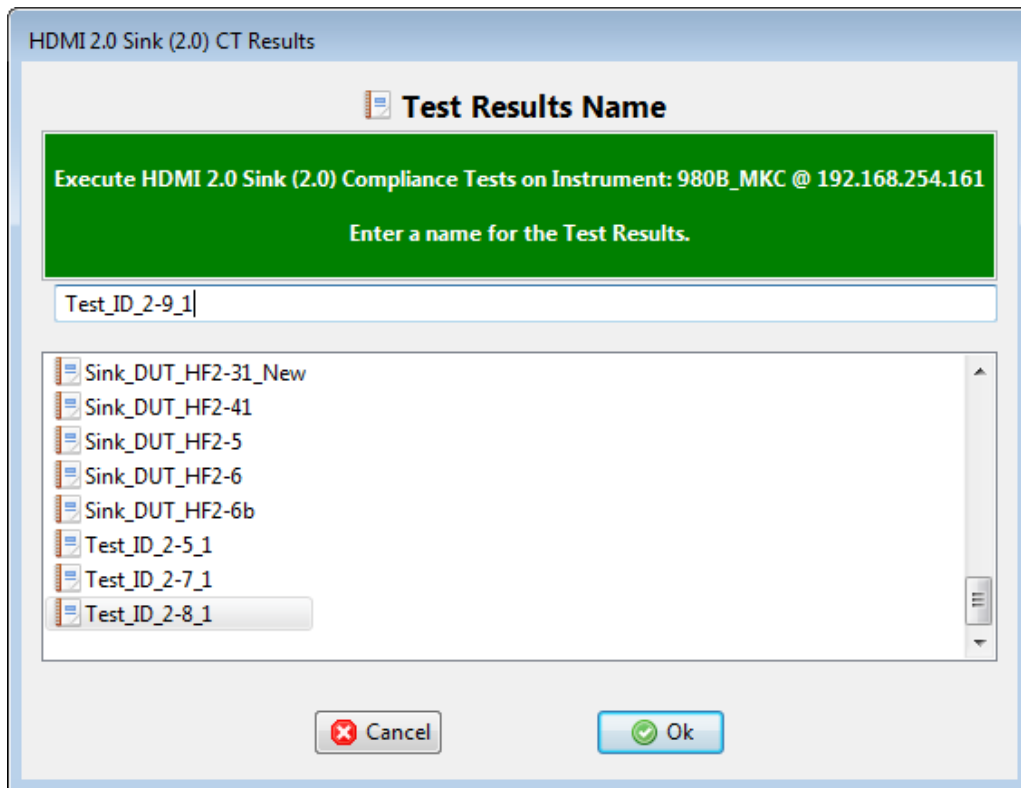 HDMI 2.0 Sink (2.0) CT Results
Test Results Name
Execute HDMI 2.0 Sink (2.0) Compliance Tests on Instrument: 980B_MKC @ 192.168.254.161
Enter a name for the Test Results.
Test_ID_2-9_1
Sink_DUT_HF2-31_New
Sink_DUT_HF2-41
Sink_DUT_HF2-5
Sink_DUT_HF2-6
Sink_DUT_HF2-6b
Test_ID_2-5_1
Test_ID_2-7_1
Test_ID_2-8_1
Cancel
Ok